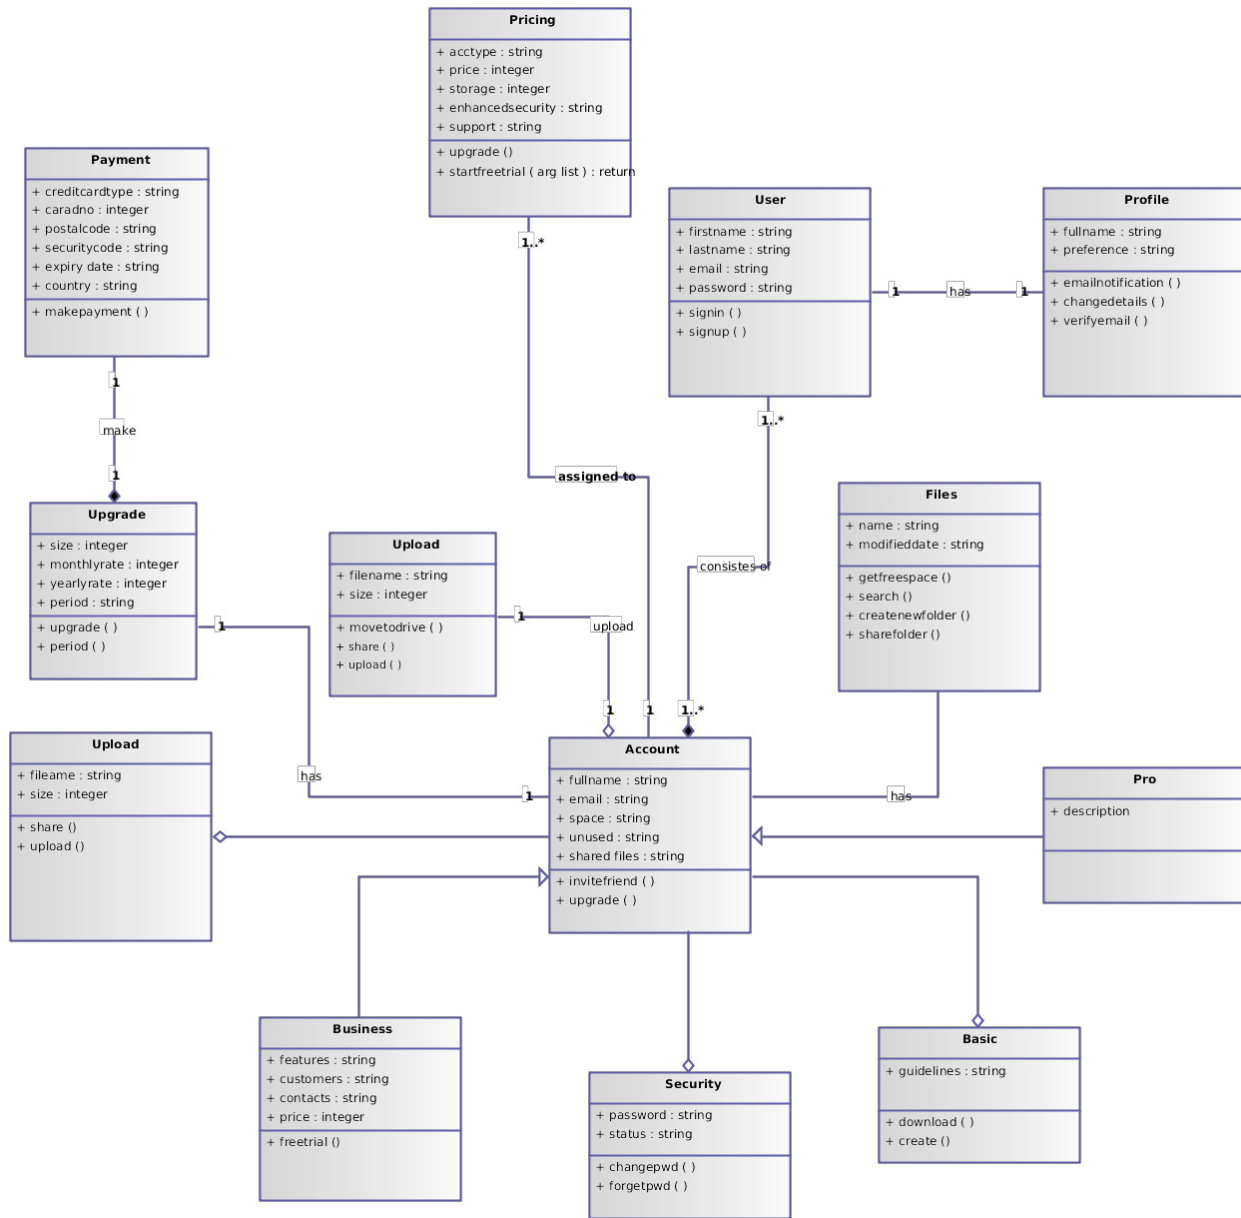 Pricing
+ acctype : string
+ price : integer
+ storage : integer
+ enhancedsecurity : string
+ support : string
+ upgrade ()
+ startfreetrial ( arg list ) : return
Payment
+ creditcardtype : string
+ caradno : integer
+ postalcode : string
+ securitycode : string
+ expiry date : string
+ country : string
+ makepayment ( )
User
+ firstname : string
+ lastname : string
+ email : string
+ password : string
+ signin ( )
+ signup ( )
Profile
+ fullname : string
+ preference : string
+ emailnotification ( )
+ changedetails ( )
+ verifyemail ( )
1..*
1
has
1
1
make
1
1..*
assigned to
Upgrade
+ size : integer
+ monthlyrate : integer
+ yearlyrate : integer
+ period : string
+ upgrade ( )
+ period ( )
Upload
+ filename : string
+ size : integer
+ movetodrive ( )
+ share ( )
+ upload ( )
Files
+ name : string
+ modifieddate : string
+ getfreespace ()
+ search ()
+ createnewfolder ()
+ sharefolder ()
consistes of
1
1
upload
1
1
1..*
Upload
+ fileame : string
+ size : integer
+ share ()
+ upload ()
has
1
Account
+ fullname : string
+ email : string
+ space : string
+ unused : string
+ shared files : string
+ invitefriend ( )
+ upgrade ( )
has
Pro
+ description
Business
+ features : string
+ customers : string
+ contacts : string
+ price : integer
+ freetrial ()
Security
+ password : string
+ status : string
+ changepwd ( )
+ forgetpwd ( )
Basic
+ guidelines : string
+ download ( )
+ create ()